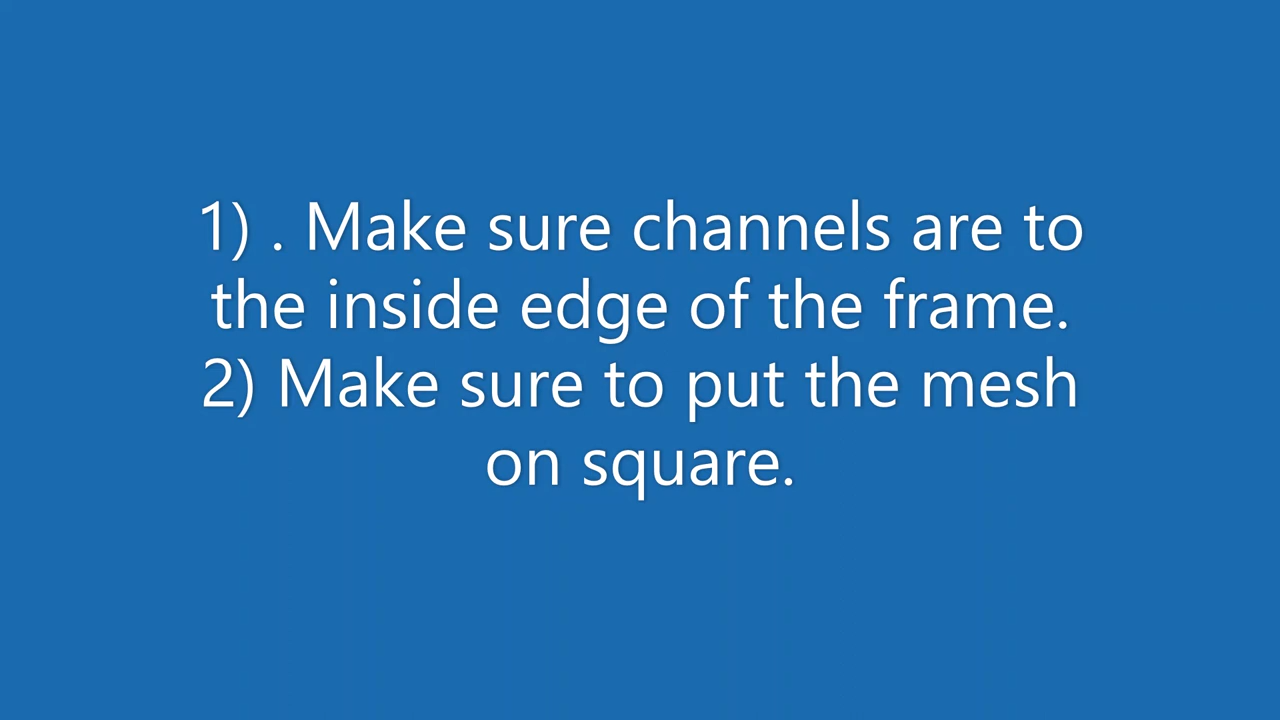 1) . Make sure channels are to
the inside edge of the frame.
2) Make sure to put the mesh
on square.